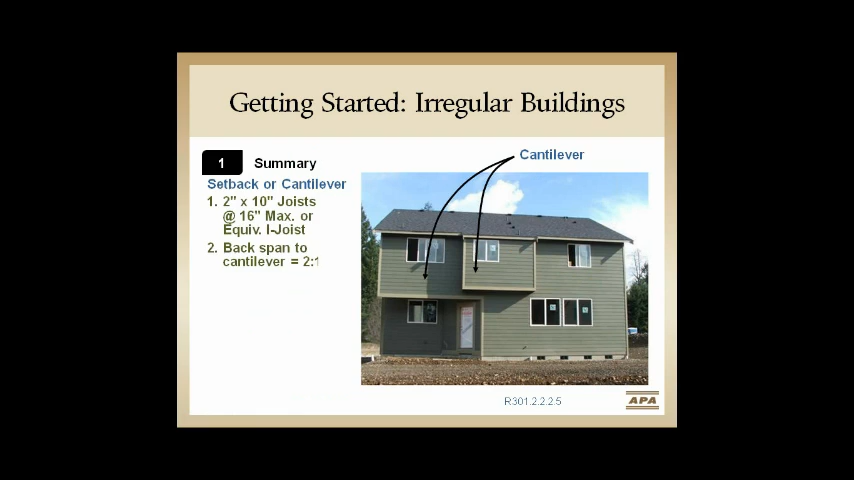 Getting Started: Irregular Buildings
1 Summary
Cantilever
Setback or Cantilever
1. 2" x 10" Joists
@ 16" Max. or
Equiv. I-Joist
2. Back span to
cantilever = 2:1
R301.2.2.2.5
APA